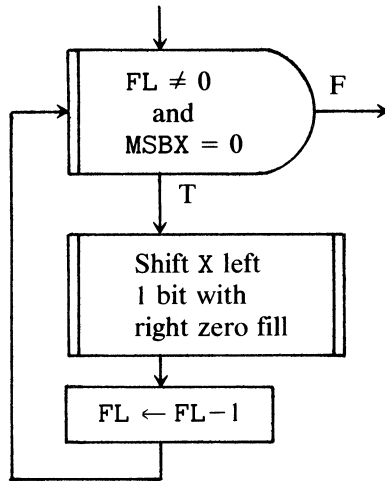 FL ≠ 0
and
MSBX = 0
F
T
Shift X left
1 bit with
right zero fill
FL ← FL−1